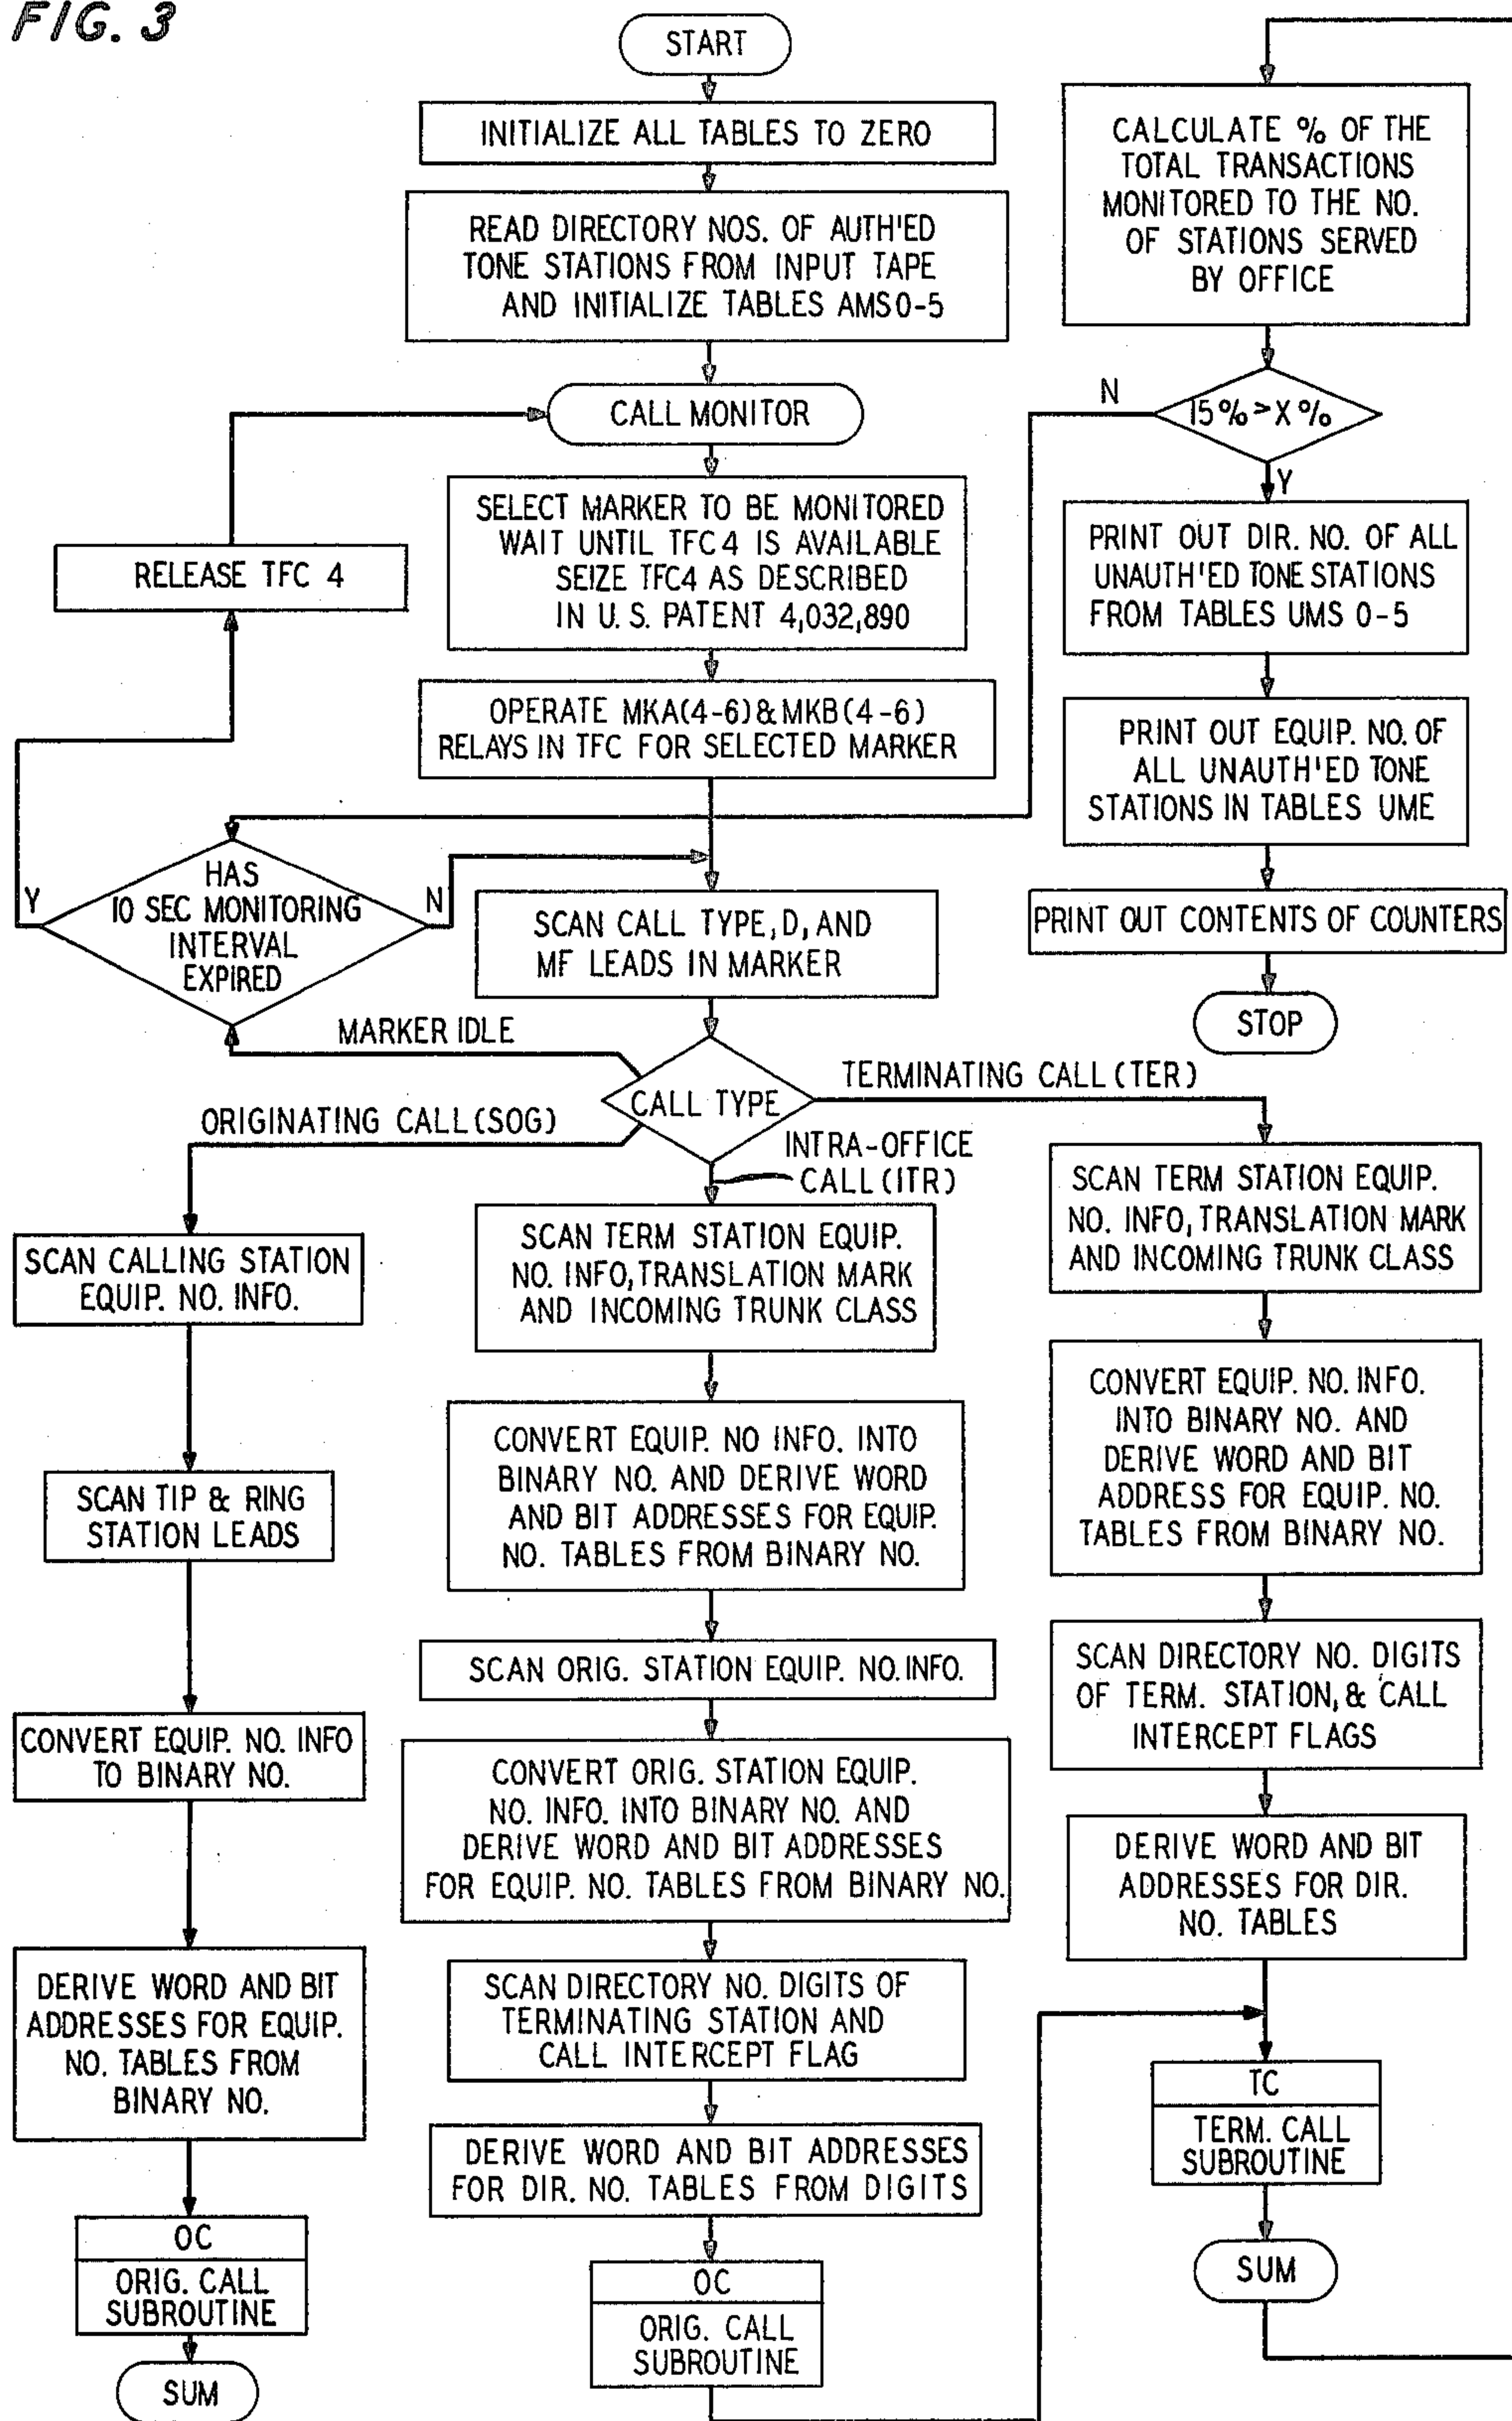 FIG. 3
START
INITIALIZE ALL TABLES TO ZERO
READ DIRECTORY NOS. OF AUTH'ED
TONE STATIONS FROM INPUT TAPE
AND INITIALIZE TABLES AMS 0-5
CALL MONITOR
SELECT MARKER TO BE MONITORED
WAIT UNTIL TFC 4 IS AVAILABLE
SEIZE TFC4 AS DESCRIBED
IN U.S. PATENT 4,032,890
RELEASE TFC 4
OPERATE MKA(4-6)&MKB(4-6)
RELAYS IN TFC FOR SELECTED MARKER
HAS
10 SEC MONITORING
INTERVAL
EXPIRED
Y
N
SCAN CALL TYPE, D, AND
MF LEADS IN MARKER
MARKER IDLE
CALL TYPE
ORIGINATING CALL (SOG)
INTRA-OFFICE
CALL (ITR)
TERMINATING CALL (TER)
SCAN CALLING STATION
EQUIP. NO. INFO.
SCAN TIP & RING
STATION LEADS
CONVERT EQUIP. NO. INFO
TO BINARY NO.
DERIVE WORD AND BIT
ADDRESSES FOR EQUIP.
NO. TABLES FROM
BINARY NO.
OC
ORIG. CALL
SUBROUTINE
SUM
SCAN TERM STATION EQUIP.
NO. INFO, TRANSLATION MARK
AND INCOMING TRUNK CLASS
CONVERT EQUIP. NO INFO. INTO
BINARY NO. AND DERIVE WORD
AND BIT ADDRESSES FOR EQUIP.
NO. TABLES FROM BINARY NO.
SCAN ORIG. STATION EQUIP. NO. INFO.
CONVERT ORIG. STATION EQUIP.
NO. INFO. INTO BINARY NO. AND
DERIVE WORD AND BIT ADDRESSES
FOR EQUIP. NO. TABLES FROM BINARY NO.
SCAN DIRECTORY NO. DIGITS OF
TERMINATING STATION AND
CALL INTERCEPT FLAG
DERIVE WORD AND BIT ADDRESSES
FOR DIR. NO. TABLES FROM DIGITS
OC
ORIG. CALL
SUBROUTINE
CALCULATE % OF THE
TOTAL TRANSACTIONS
MONITORED TO THE NO.
OF STATIONS SERVED
BY OFFICE
15% > X %
N
Y
PRINT OUT DIR. NO. OF ALL
UNAUTH'ED TONE STATIONS
FROM TABLES UMS 0-5
PRINT OUT EQUIP. NO. OF
ALL UNAUTH'ED TONE
STATIONS IN TABLES UME
PRINT OUT CONTENTS OF COUNTERS
STOP
SCAN TERM STATION EQUIP.
NO. INFO, TRANSLATION MARK
AND INCOMING TRUNK CLASS
CONVERT EQUIP. NO. INFO.
INTO BINARY NO. AND
DERIVE WORD AND BIT
ADDRESS FOR EQUIP. NO.
TABLES FROM BINARY NO.
SCAN DIRECTORY NO. DIGITS
OF TERM. STATION, & CALL
INTERCEPT FLAGS
DERIVE WORD AND BIT
ADDRESSES FOR DIR.
NO. TABLES
TC
TERM. CALL
SUBROUTINE
SUM